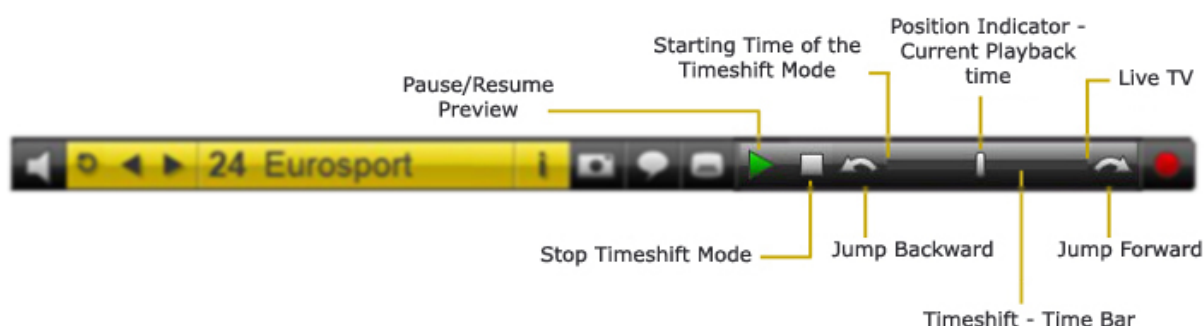 Position Indicator -
Current Playback
time
Starting Time of the
Timeshift Mode
Live TV
Pause/Resume
Preview
24 Eurosport i
Stop Timeshift Mode
Jump Backward
Jump Forward
Timeshift - Time Bar